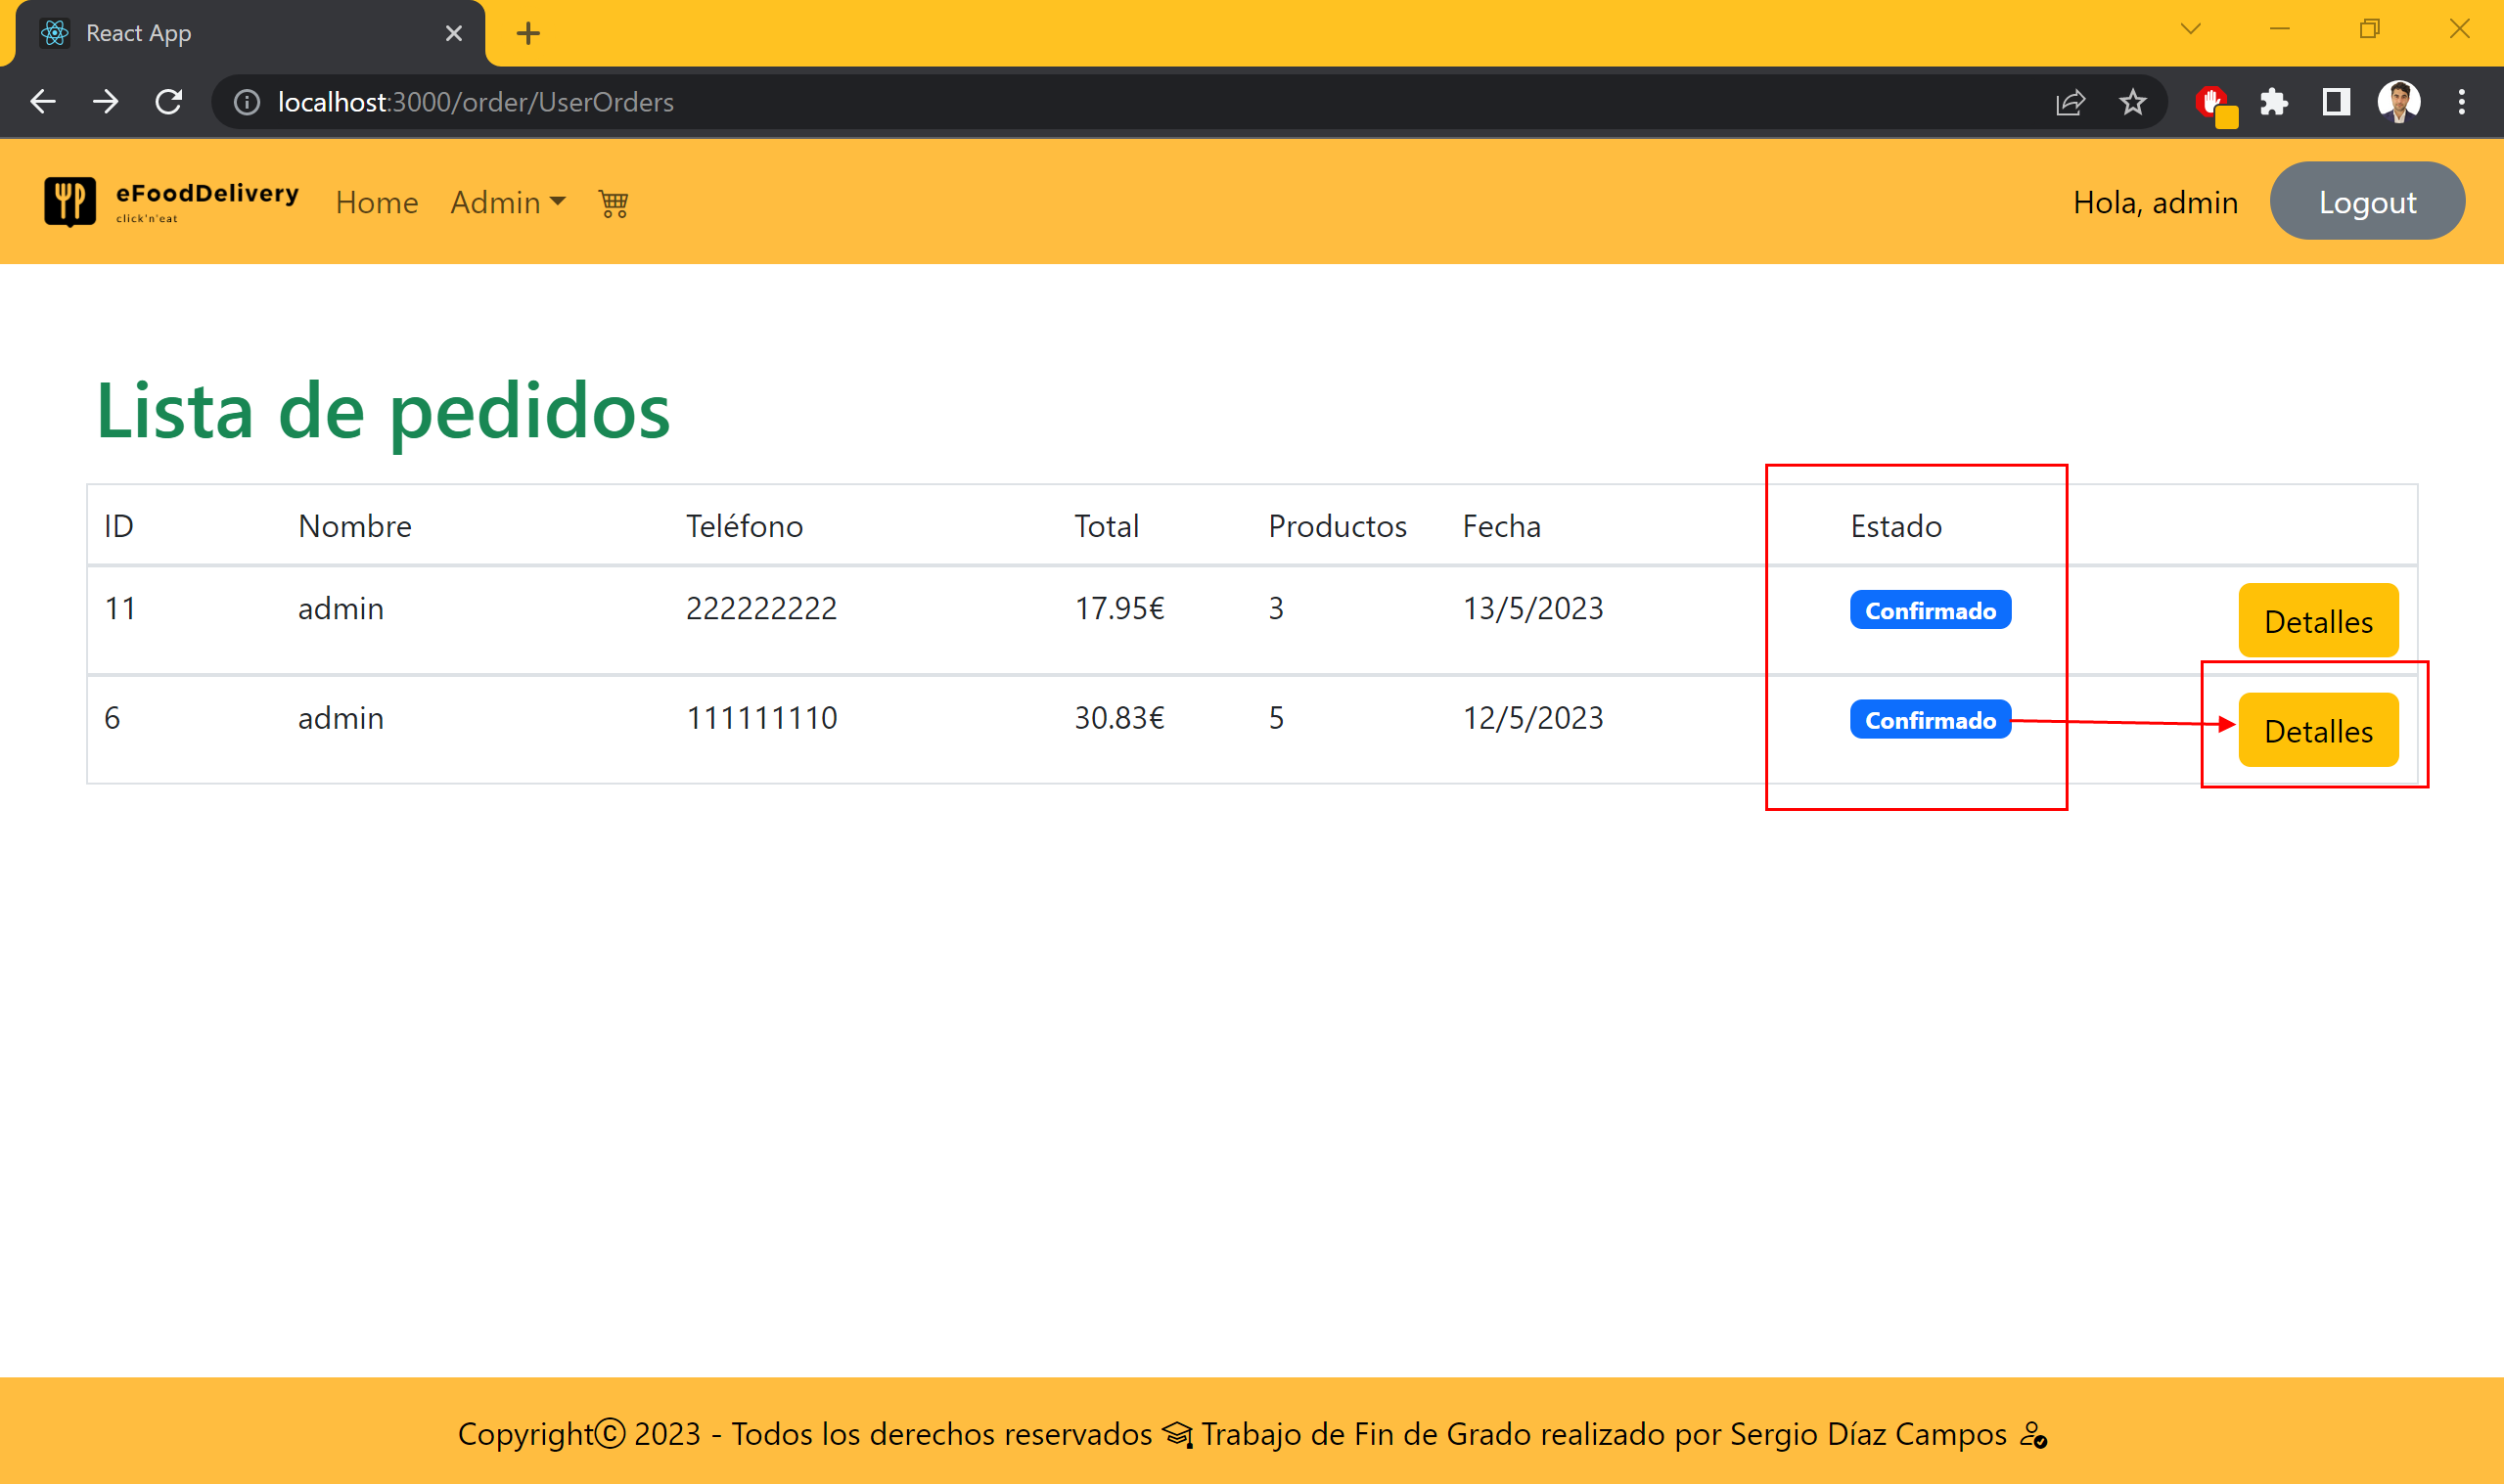 React App
localhost:3000/order/UserOrders
eFoodDelivery
click'n'eat
Home
Admin
Hola, admin
Logout
Lista de pedidos
ID Nombre Teléfono Total Productos Fecha Estado
11 admin 222222222 17.95€ 3 13/5/2023 Confirmado Detalles
6 admin 111111110 30.83€ 5 12/5/2023 Confirmado Detalles
Copyright© 2023 - Todos los derechos reservados Trabajo de Fin de Grado realizado por Sergio Díaz Campos